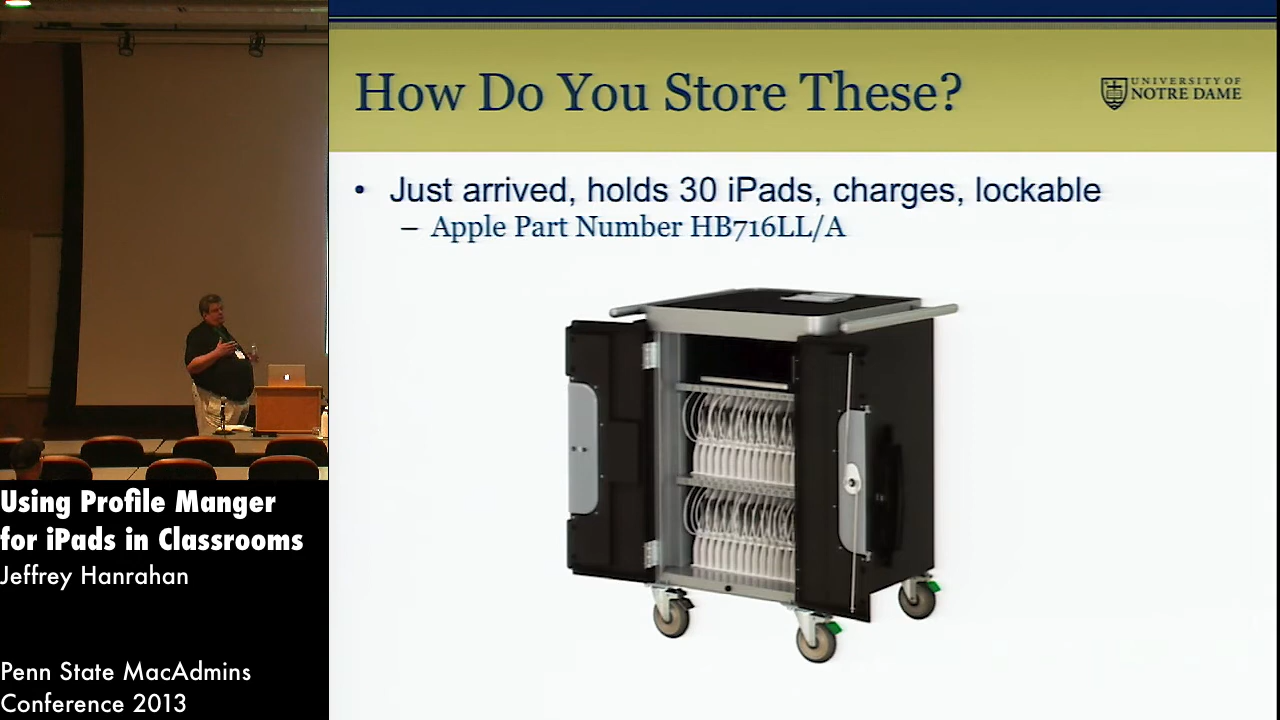 How Do You Store These?
UNIVERSITY OF
NOTRE DAME
• Just arrived, holds 30 iPads, charges, lockable
– Apple Part Number HB716LL/A
Using Profile Manger
for iPads in Classrooms
Jeffrey Hanrahan
Penn State MacAdmins
Conference 2013